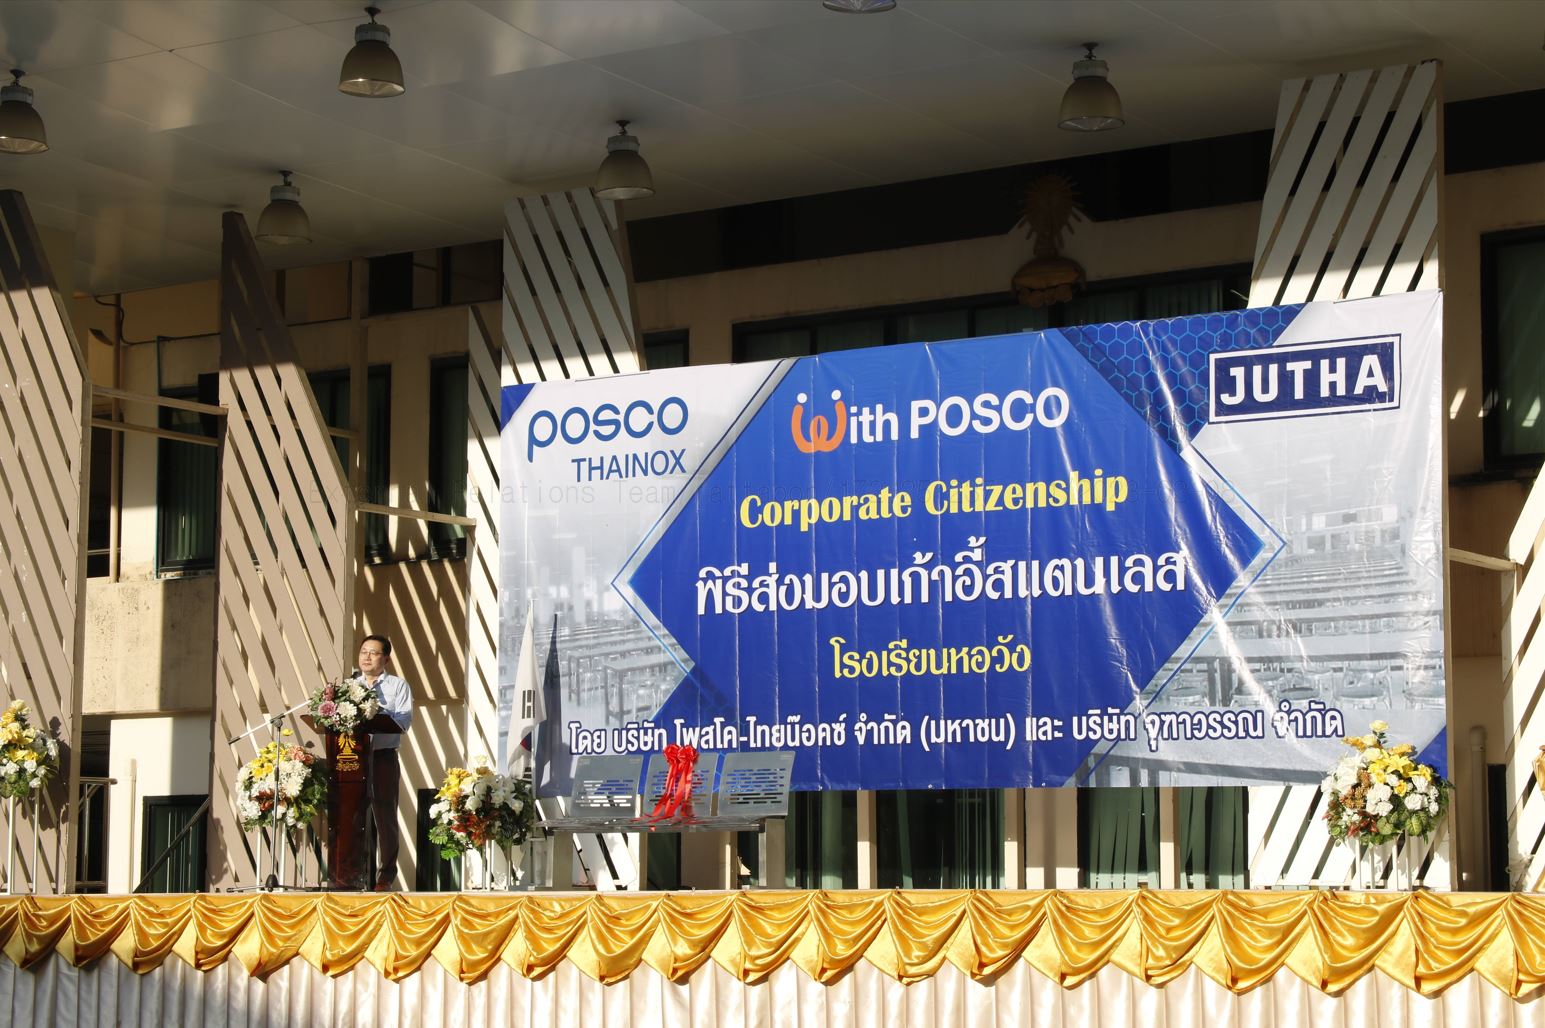 posco
THAINOX
With POSCO
JUTHA
Corporate Citizenship
พิธีส่งมอบเก้าอี้สแตนเลส
โรงเรียนหอวัง
โดย บริษัท โพสโค-ไทยน๊อคซ์ จำกัด (มหาชน) และ บริษัท จุฑาวรรณ จำกัด